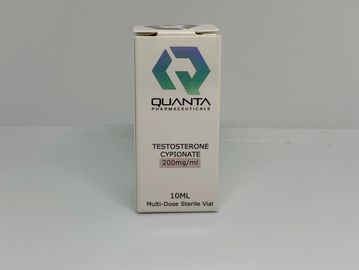 QUANTA
PHARMACEUTICALS
TESTOSTERONE
CYPIONATE
200mg/ml
10ML
Multi-Dose Sterile Vial